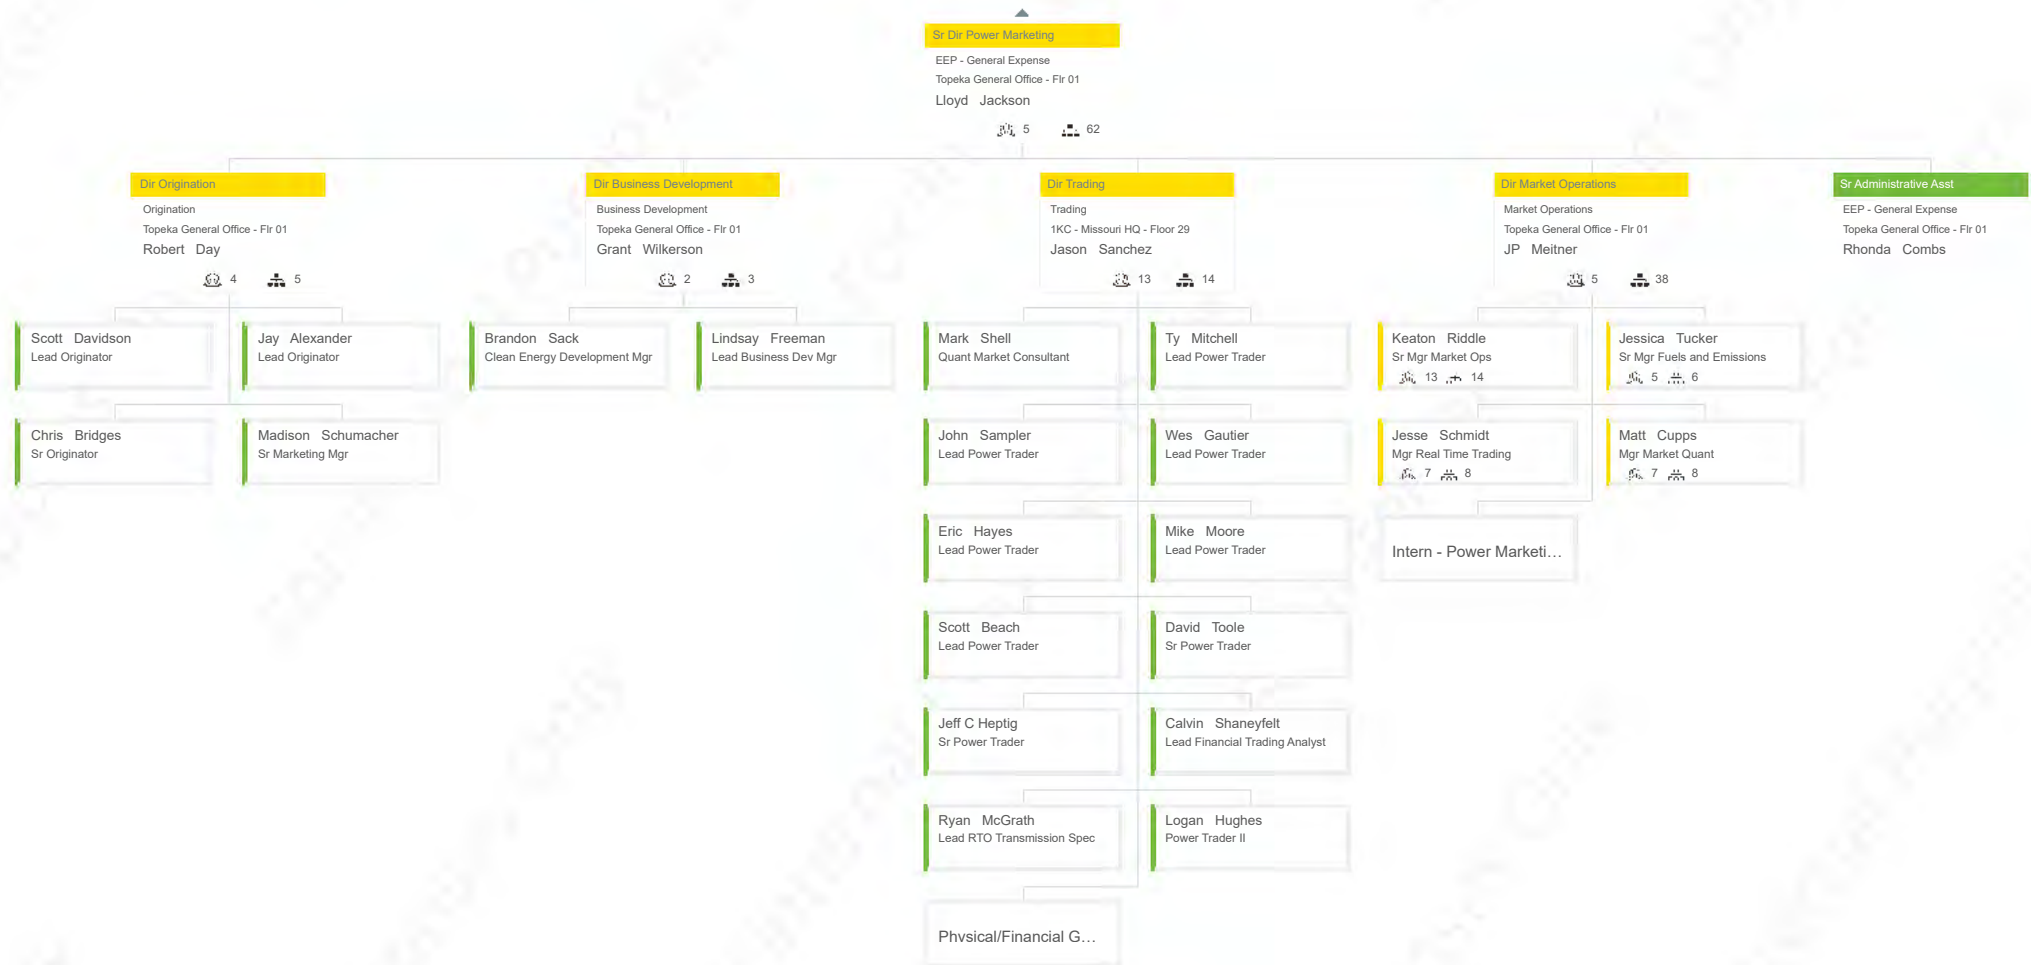 Sr Dir Power Marketing
EEP - General Expense
Topeka General Office - Flr 01
Lloyd Jackson
5 62
Dir Origination
Origination
Topeka General Office - Flr 01
Robert Day
4 5
Dir Business Development
Business Development
Topeka General Office - Flr 01
Grant Wilkerson
2 3
Dir Trading
Trading
1KC - Missouri HQ - Floor 29
Jason Sanchez
13 14
Dir Market Operations
Market Operations
Topeka General Office - Flr 01
JP Meitner
5 38
Sr Administrative Asst
EEP - General Expense
Topeka General Office - Flr 01
Rhonda Combs
Scott Davidson
Lead Originator
Jay Alexander
Lead Originator
Chris Bridges
Sr Originator
Madison Schumacher
Sr Marketing Mgr
Brandon Sack
Clean Energy Development Mgr
Lindsay Freeman
Lead Business Dev Mgr
Mark Shell
Quant Market Consultant
Ty Mitchell
Lead Power Trader
John Sampler
Lead Power Trader
Wes Gautier
Lead Power Trader
Eric Hayes
Lead Power Trader
Mike Moore
Lead Power Trader
Scott Beach
Lead Power Trader
David Toole
Sr Power Trader
Jeff C Heptig
Sr Power Trader
Calvin Shaneyfelt
Lead Financial Trading Analyst
Ryan McGrath
Lead RTO Transmission Spec
Logan Hughes
Power Trader II
Physical/Financial G…
Keaton Riddle
Sr Mgr Market Ops
13 14
Jessica Tucker
Sr Mgr Fuels and Emissions
5 6
Jesse Schmidt
Mgr Real Time Trading
7 8
Matt Cupps
Mgr Market Quant
7 8
Intern - Power Marketi…